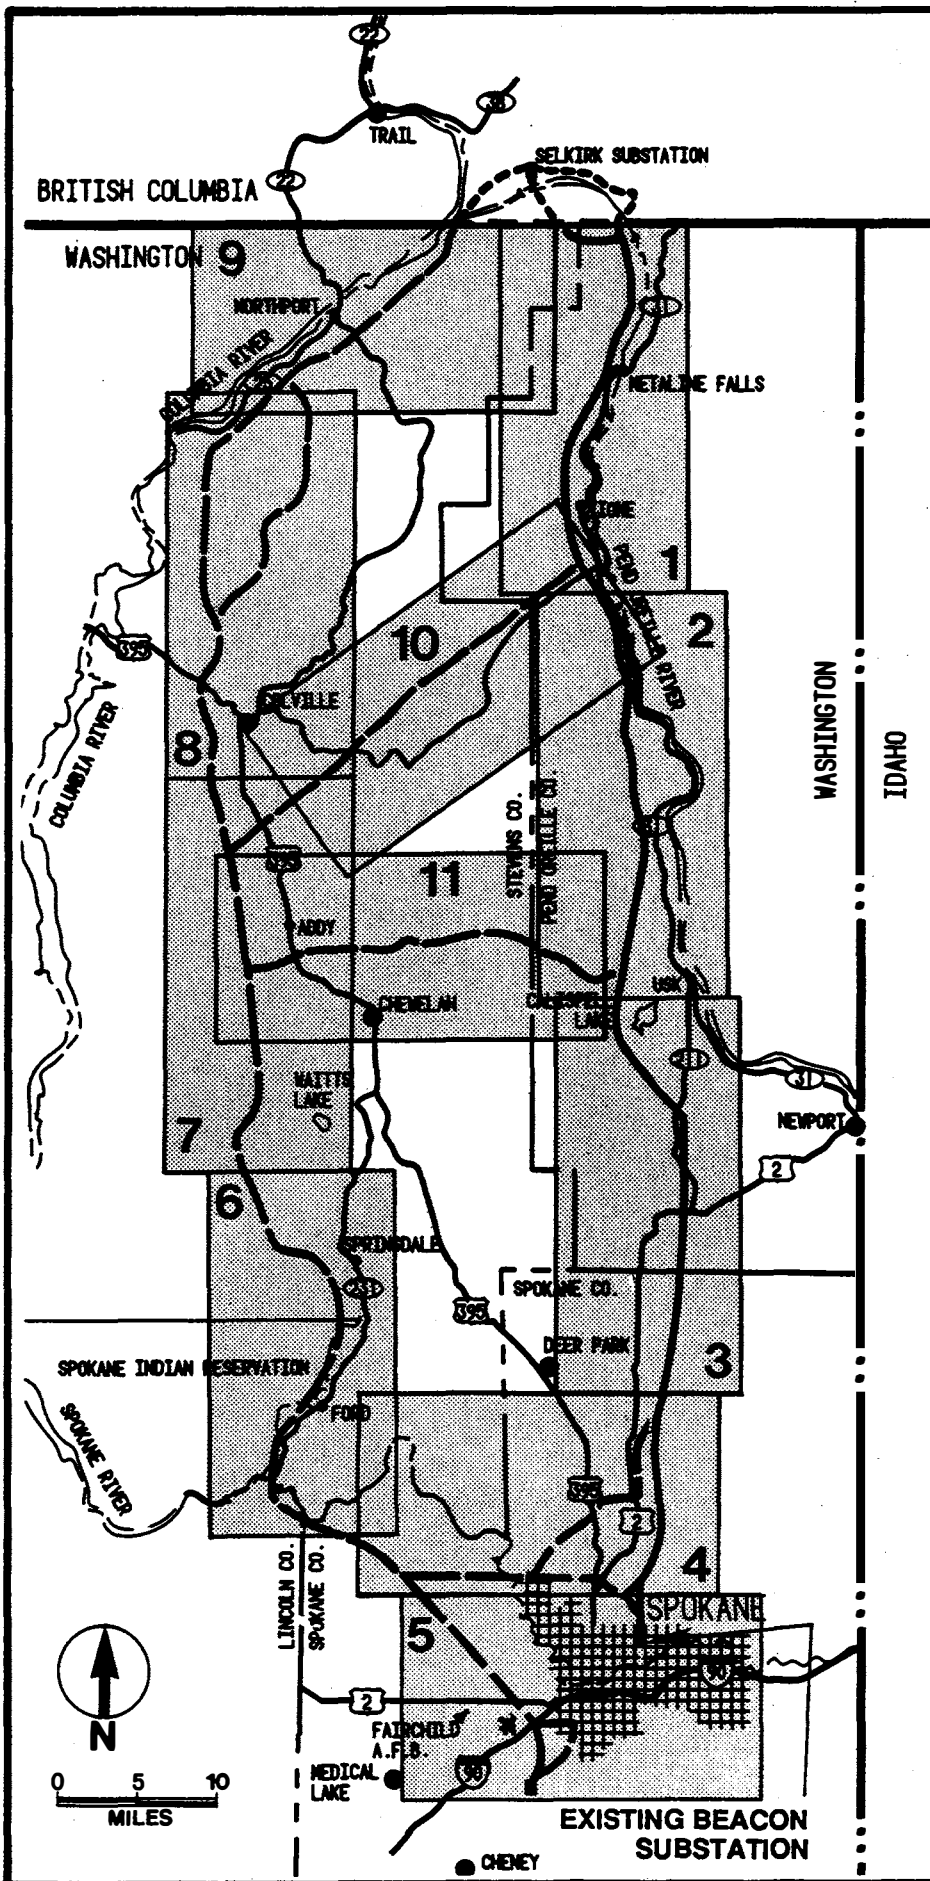 22
TRAIL
3B
SELKIRK SUBSTATION
22
BRITISH COLUMBIA
WASHINGTON
9
NORTHPORT
31
COLUMBIA RIVER
25
METALINE FALLS
IONE
1
PEND OREILLE RIVER
2
10
395
COLVILLE
WASHINGTON
IDAHO
COLUMBIA RIVER
8
STEVENS CO.
PEND OREILLE CO.
395
11
ADDY
USK
CALISPELL
LAKE
CHEWELAH
211
31
WAITTS
LAKE
NEWPORT
7
2
6
SPRINGDALE
231
SPOKANE CO.
395
DEER PARK
3
SPOKANE INDIAN RESERVATION
FORD
SPOKANE RIVER
395
2
4
LINCOLN CO.
SPOKANE CO.
SPOKANE
5
90
2
FAIRCHILD
A.F.B.
N
MEDICAL
LAKE
90
0 5 10
MILES
EXISTING BEACON
SUBSTATION
CHENEY